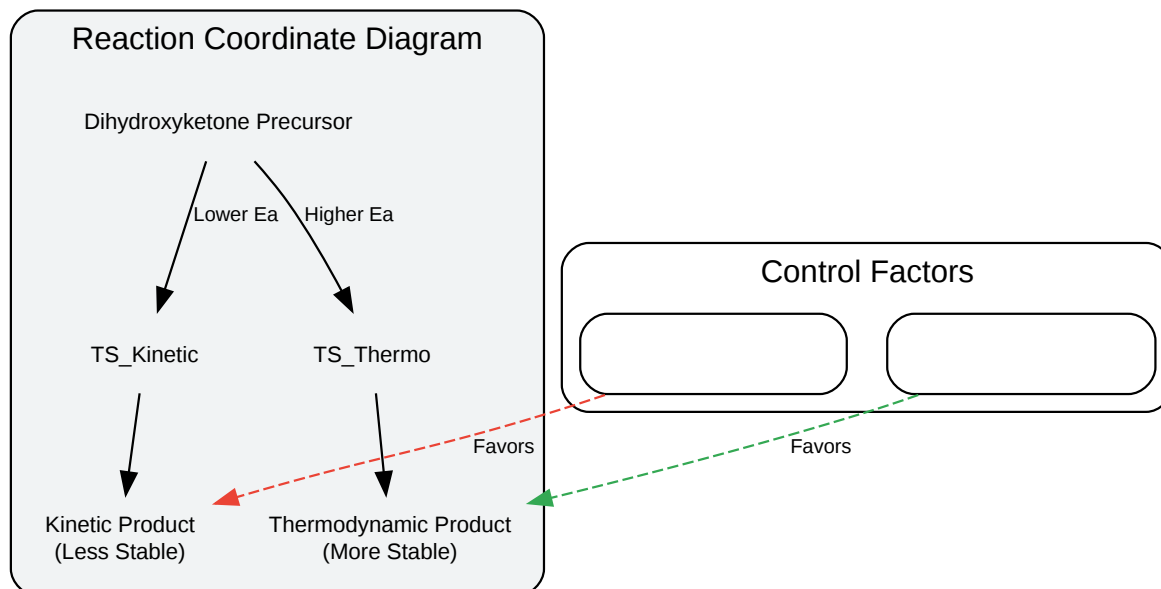 Reaction Coordinate Diagram
Dihydroxyketone Precursor
Lower Ea
Higher Ea
Control Factors
TS_Kinetic
TS_Thermo
Favors
Favors
Kinetic Product
(Less Stable)
Thermodynamic Product
(More Stable)